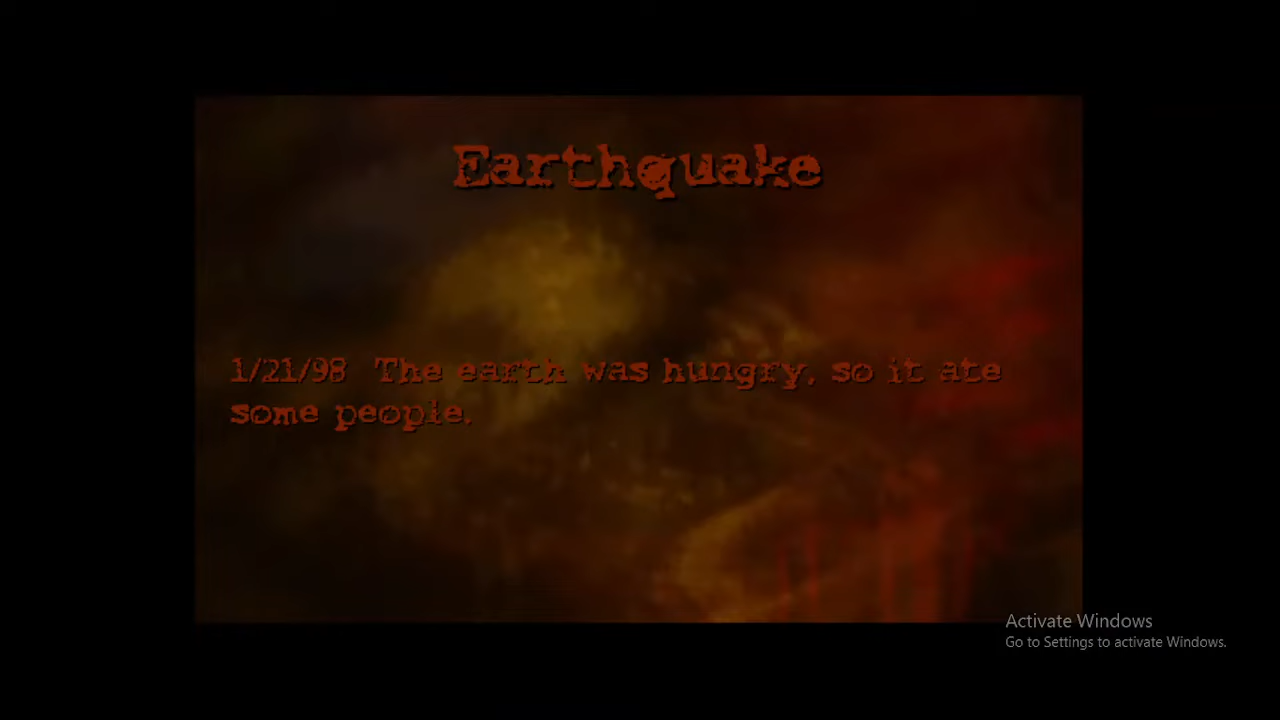 Earthquake
1/21/98 The earth was hungry, so it ate
some people.
Activate Windows
Go to Settings to activate Windows.